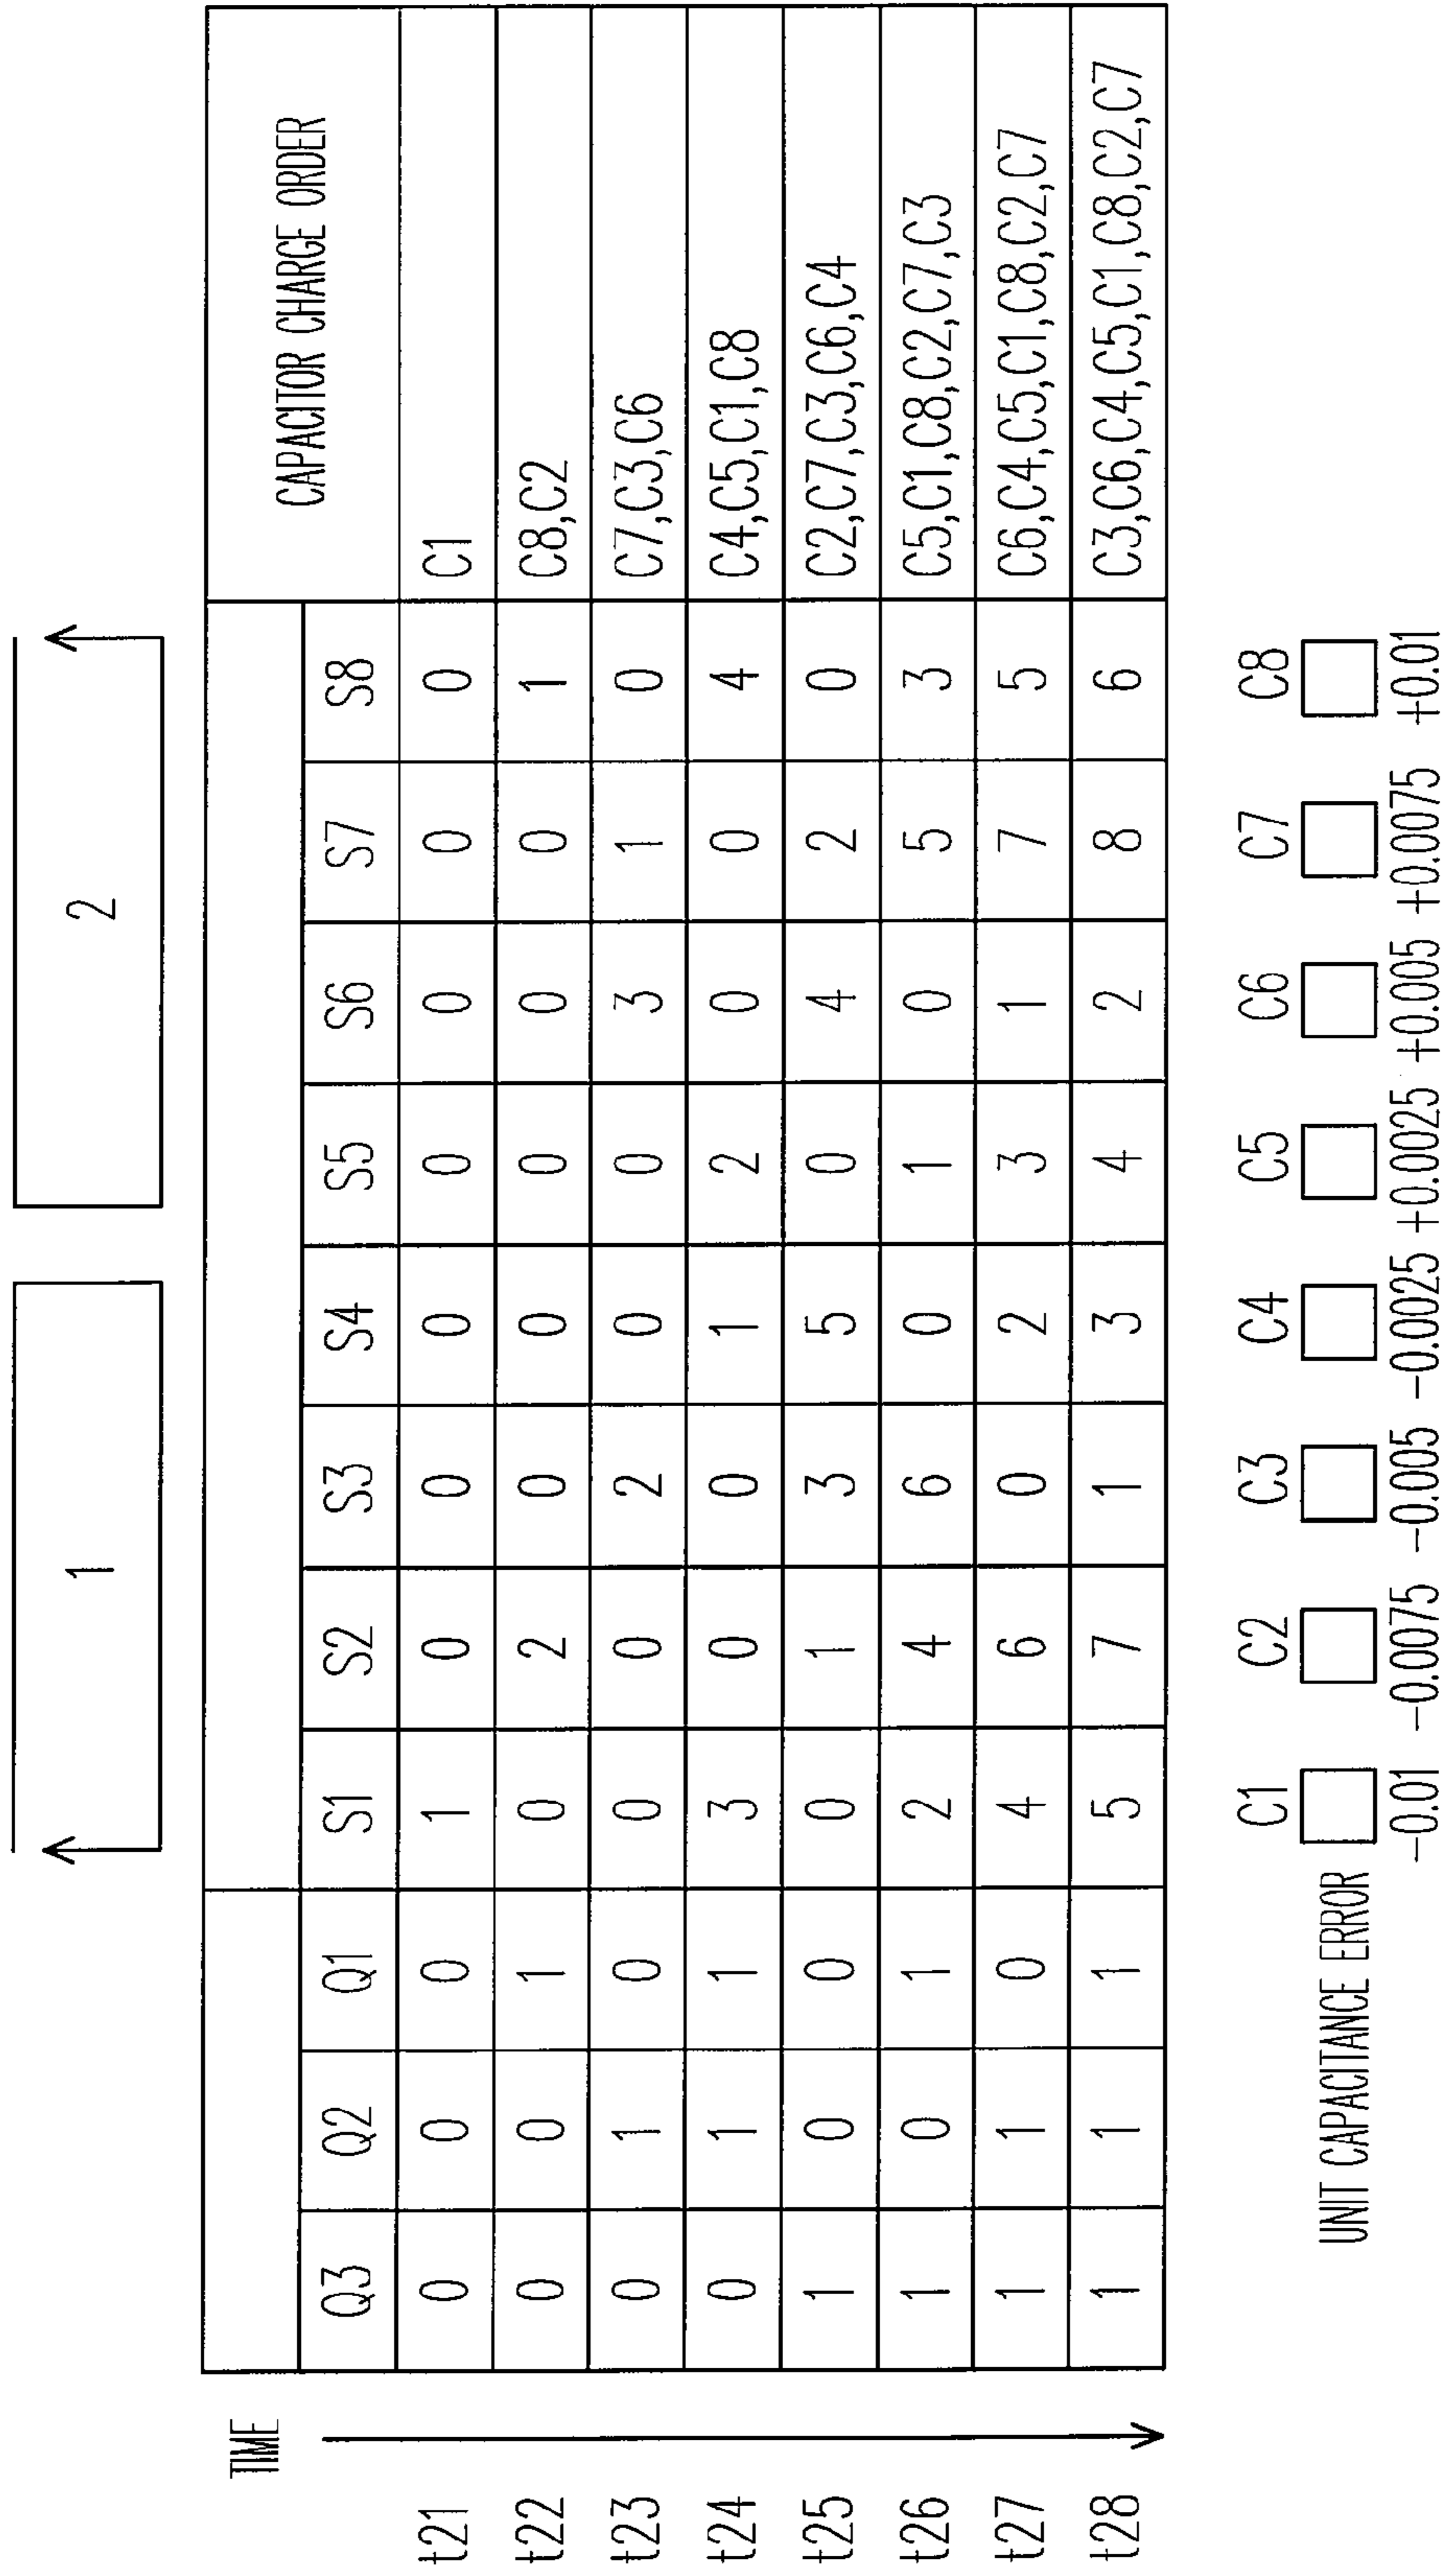 1 2
TIME
CAPACITOR CHARGE ORDER
Q3 Q2 Q1 S1 S2 S3 S4 S5 S6 S7 S8
t21 0 0 0 1 0 0 0 0 0 0 0 C1
t22 0 0 1 0 2 0 0 0 0 0 1 C8,C2
t23 0 1 0 0 0 2 0 0 3 1 0 C7,C3,C6
t24 0 1 1 3 0 0 1 2 0 0 4 C4,C5,C1,C8
t25 1 0 0 0 1 3 5 0 4 2 0 C2,C7,C3,C6,C4
t26 1 0 1 2 4 6 0 1 0 5 3 C5,C1,C8,C2,C7,C3
t27 1 1 0 4 6 0 2 3 1 7 5 C6,C4,C5,C1,C8,C2,C7
t28 1 1 1 5 7 1 3 4 2 8 6 C3,C6,C4,C5,C1,C8,C2,C7
C1 C2 C3 C4 C5 C6 C7 C8
UNIT CAPACITANCE ERROR
-0.01 -0.0075 -0.005 -0.0025 +0.0025 +0.005 +0.0075 +0.01